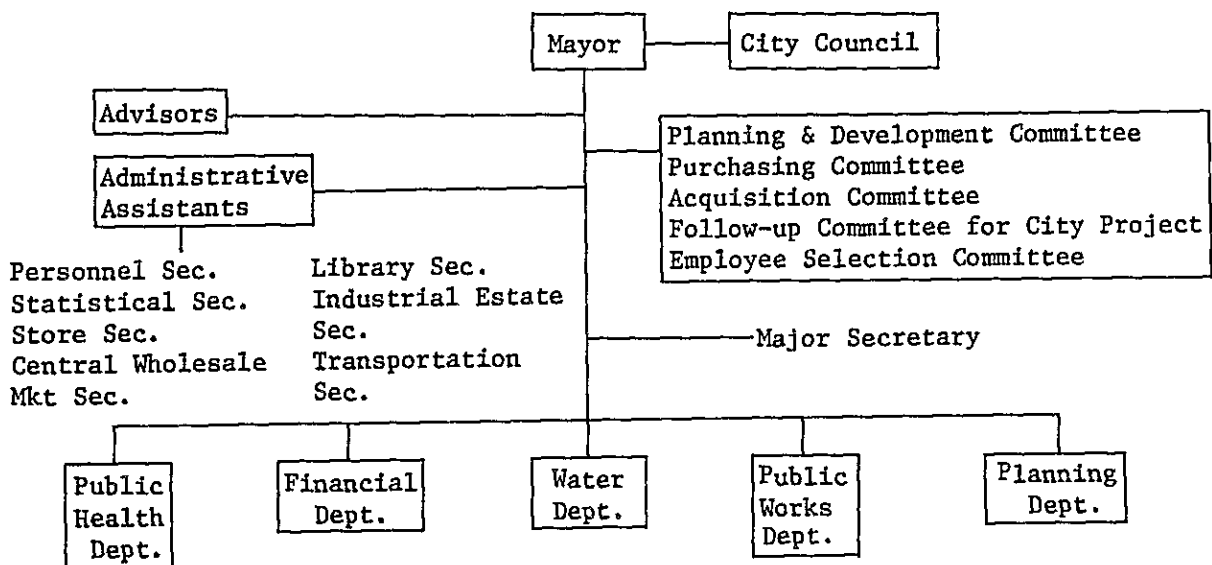 Mayor
City Council
Advisors
Planning & Development Committee
Purchasing Committee
Acquisition Committee
Follow-up Committee for City Project
Employee Selection Committee
Administrative
Assistants
Personnel Sec.
Statistical Sec.
Store Sec.
Central Wholesale
Mkt Sec.
Library Sec.
Industrial Estate
Sec.
Transportation
Sec.
Major Secretary
Public
Health
Dept.
Financial
Dept.
Water
Dept.
Public
Works
Dept.
Planning
Dept.